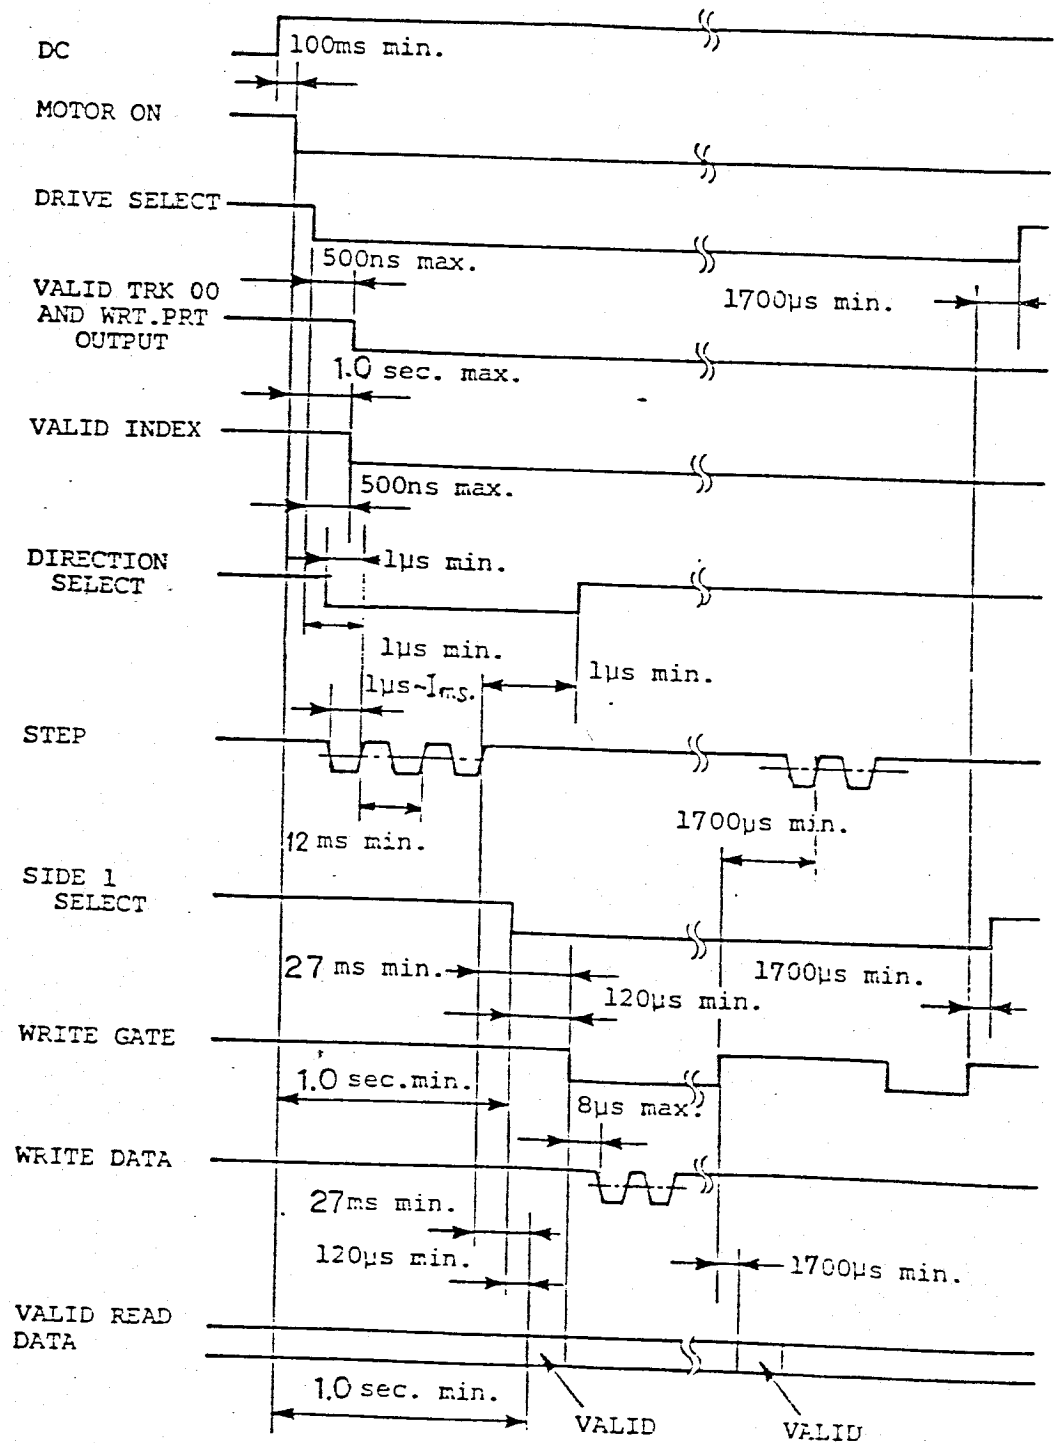 DC
100ms min.
MOTOR ON
DRIVE SELECT
500ns max.
VALID TRK 00
AND WRT.PRT
OUTPUT
1700µs min.
1.0 sec. max.
VALID INDEX
500ns max.
DIRECTION
SELECT
1µs min.
1µs min.
1µs~1ms.
1µs min.
STEP
12 ms min.
1700µs min.
SIDE 1
SELECT
27 ms min.
1700µs min.
120µs min.
WRITE GATE
1.0 sec.min.
8µs max.
WRITE DATA
27ms min.
120µs min.
1700µs min.
VALID READ
DATA
1.0 sec. min.
VALID
VALID